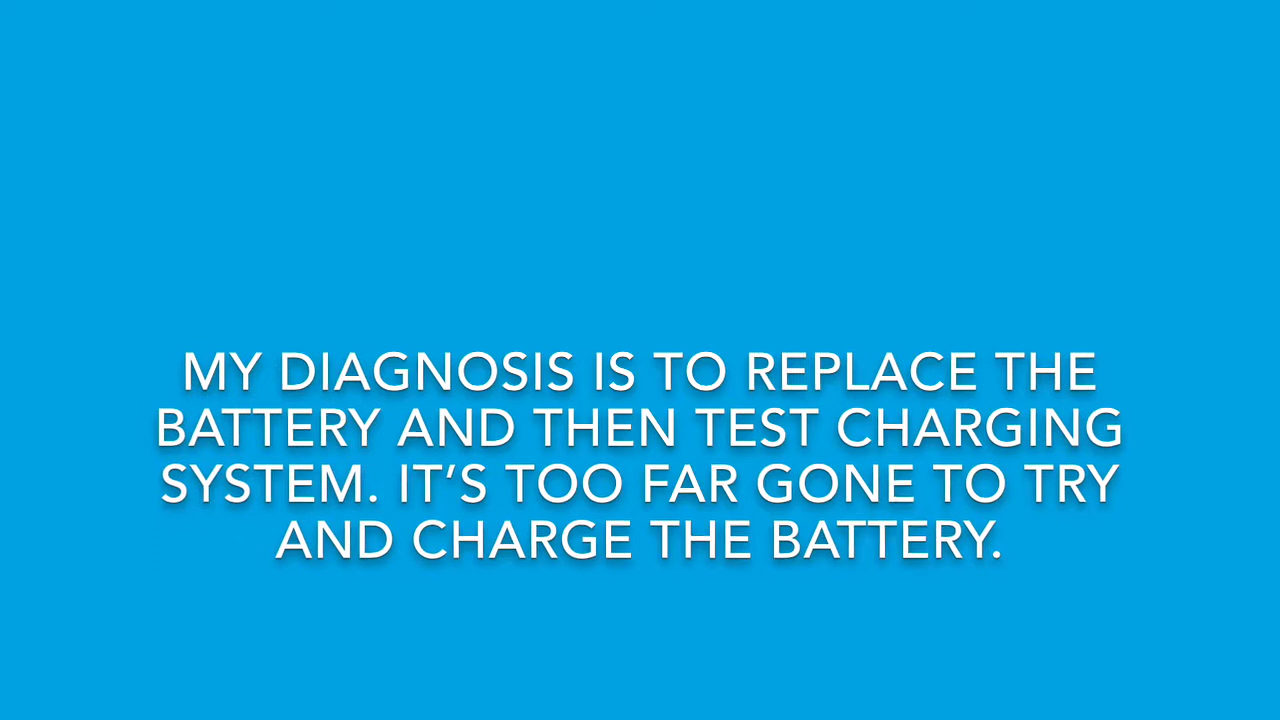 MY DIAGNOSIS IS TO REPLACE THE
BATTERY AND THEN TEST CHARGING
SYSTEM. IT’S TOO FAR GONE TO TRY
AND CHARGE THE BATTERY.